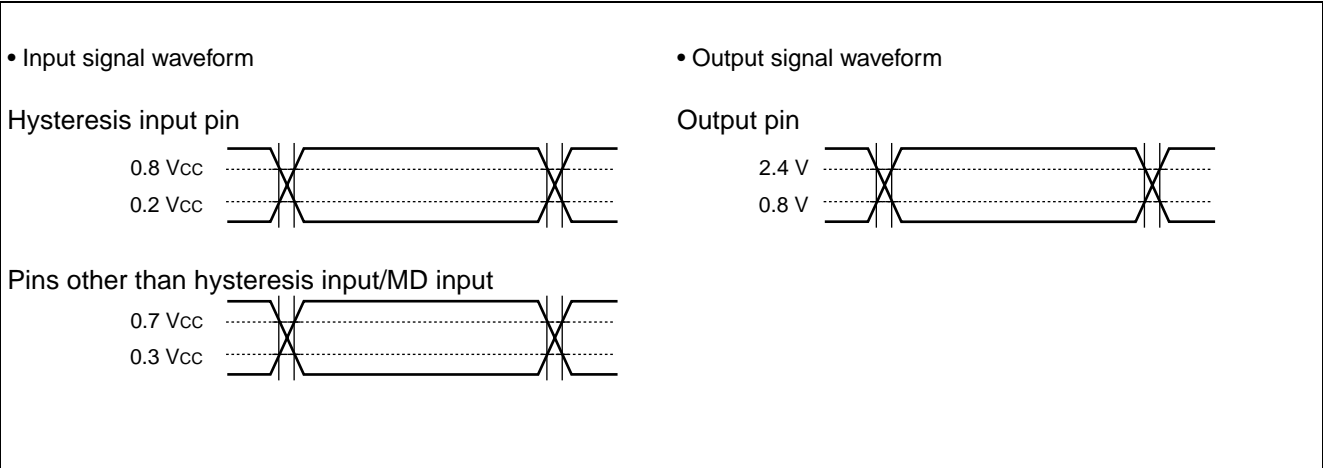 • Input signal waveform
Hysteresis input pin
0.8 VCC
0.2 VCC
Pins other than hysteresis input/MD input
0.7 VCC
0.3 VCC
• Output signal waveform
Output pin
2.4 V
0.8 V